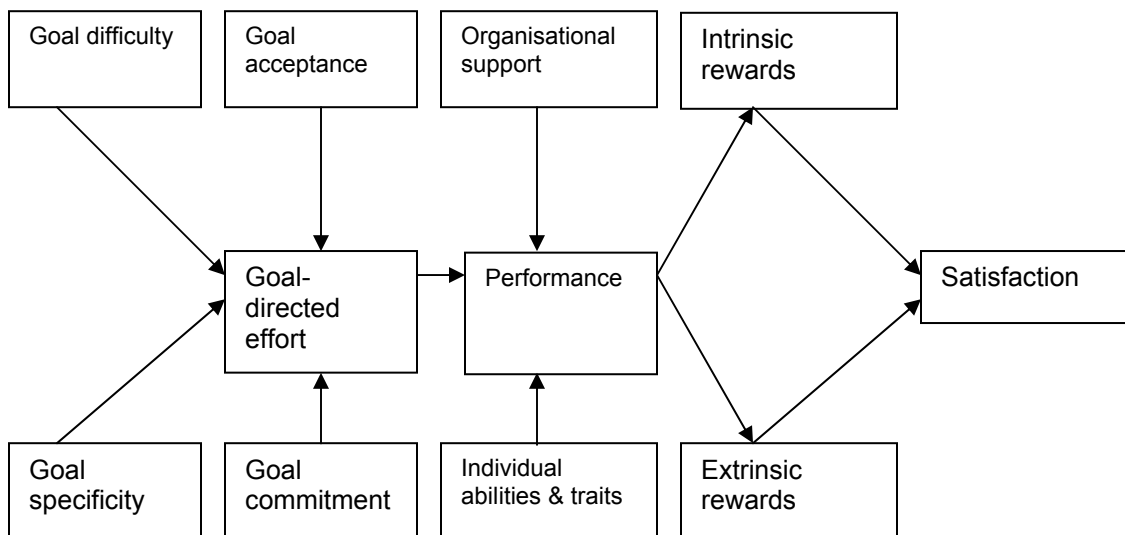 Goal difficulty
Goal
acceptance
Organisational
support
Intrinsic
rewards
Goal-
directed
effort
Performance
Satisfaction
Goal
specificity
Goal
commitment
Individual
abilities & traits
Extrinsic
rewards